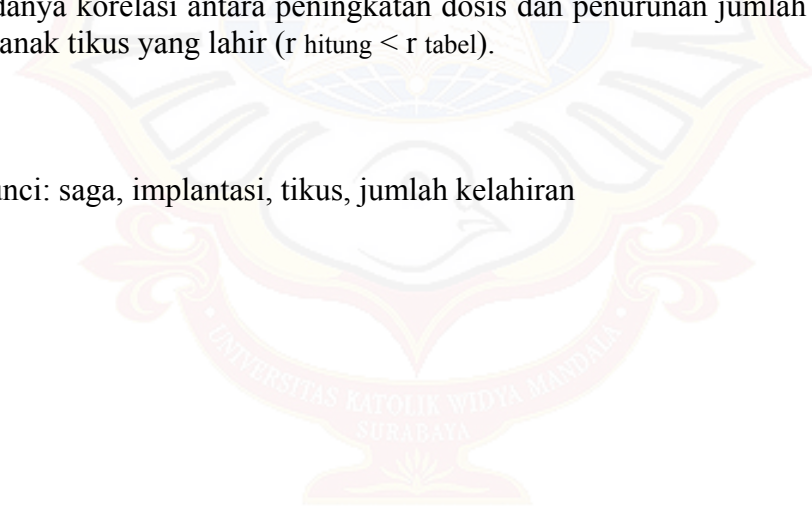 danya korelasi antara peningkatan dosis dan penurunan jumlah
anak tikus yang lahir (r hitung < r tabel).
unci: saga, implantasi, tikus, jumlah kelahiran
UNIVERSITAS KATOLIK WIDYA MANDALA
SURABAYA